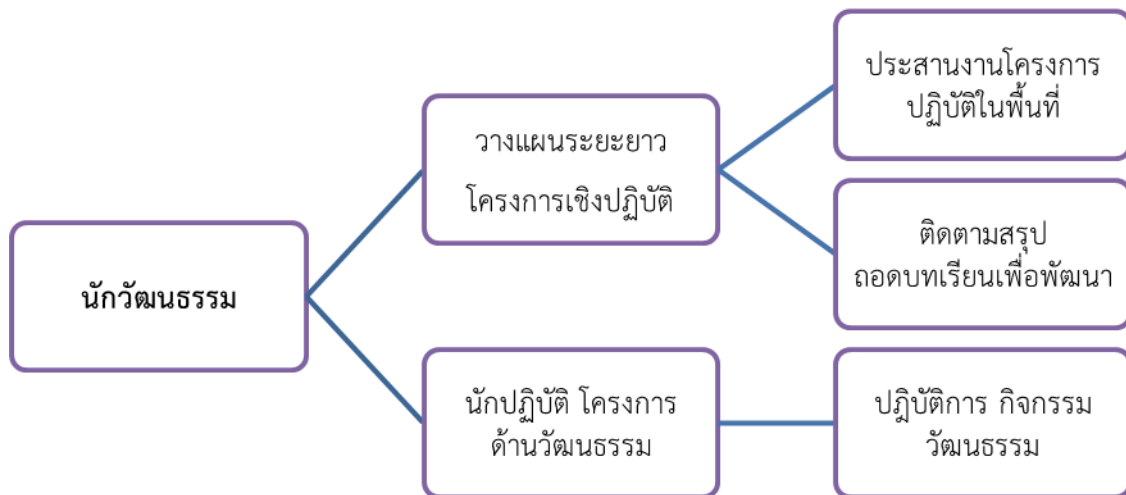 นักวัฒนธรรม
วางแผนระยะยาว
โครงการเชิงปฏิบัติ
ประสานงานโครงการ
ปฏิบัติในพื้นที่
ติดตามสรุป
ถอดบทเรียนเพื่อพัฒนา
นักปฏิบัติ โครงการ
ด้านวัฒนธรรม
ปฎิบัติการ กิจกรรม
วัฒนธรรม